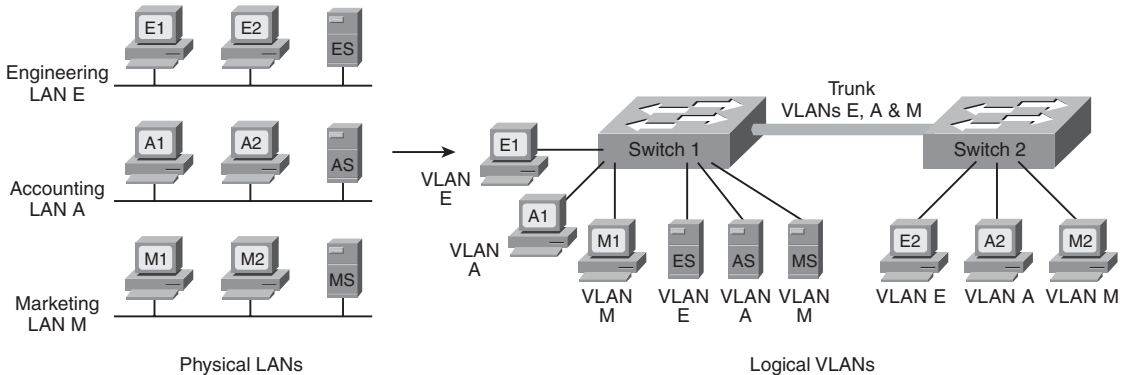 E1
E2
ES
Engineering
LAN E
A1
A2
AS
Accounting
LAN A
M1
M2
MS
Marketing
LAN M
Physical LANs
Trunk
VLANs E, A & M
Switch 1
Switch 2
E1
VLAN
E
A1
VLAN
A
M1
VLAN
M
ES
VLAN
E
AS
VLAN
A
MS
VLAN
M
E2
VLAN E
A2
VLAN A
M2
VLAN M
Logical VLANs